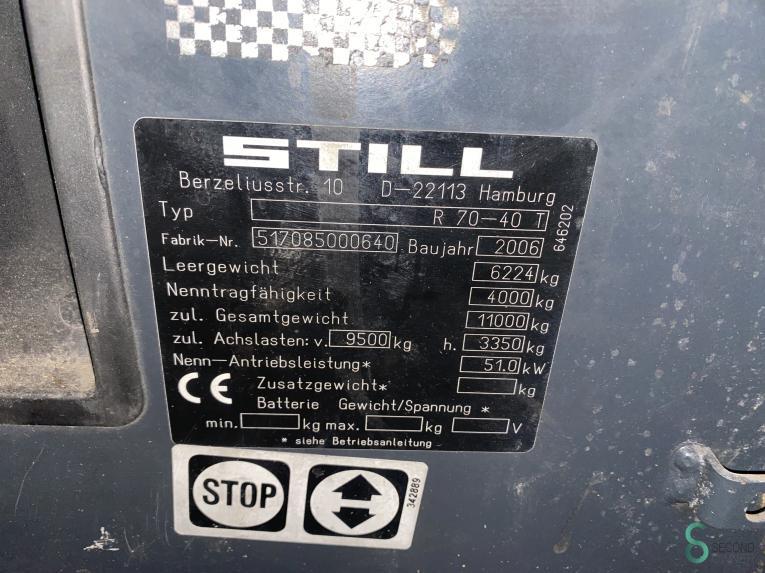 STILL
Berzeliusstr. 10 D-22113 Hamburg
Typ R 70-40 T
Fabrik-Nr. 517085000640 Baujahr 2006
646202
Leergewicht 6224 kg
Nenntragfähigkeit 4000 kg
zul. Gesamtgewicht 11000 kg
zul. Achslasten: v. 9500 kg h. 3350 kg
Nenn-Antriebsleistung* 51.0 kW
CE Zusatzgewicht* kg
Batterie Gewicht/Spannung *
min. kg max. kg V
* siehe Betriebsanleitung
STOP
342889
SECOND